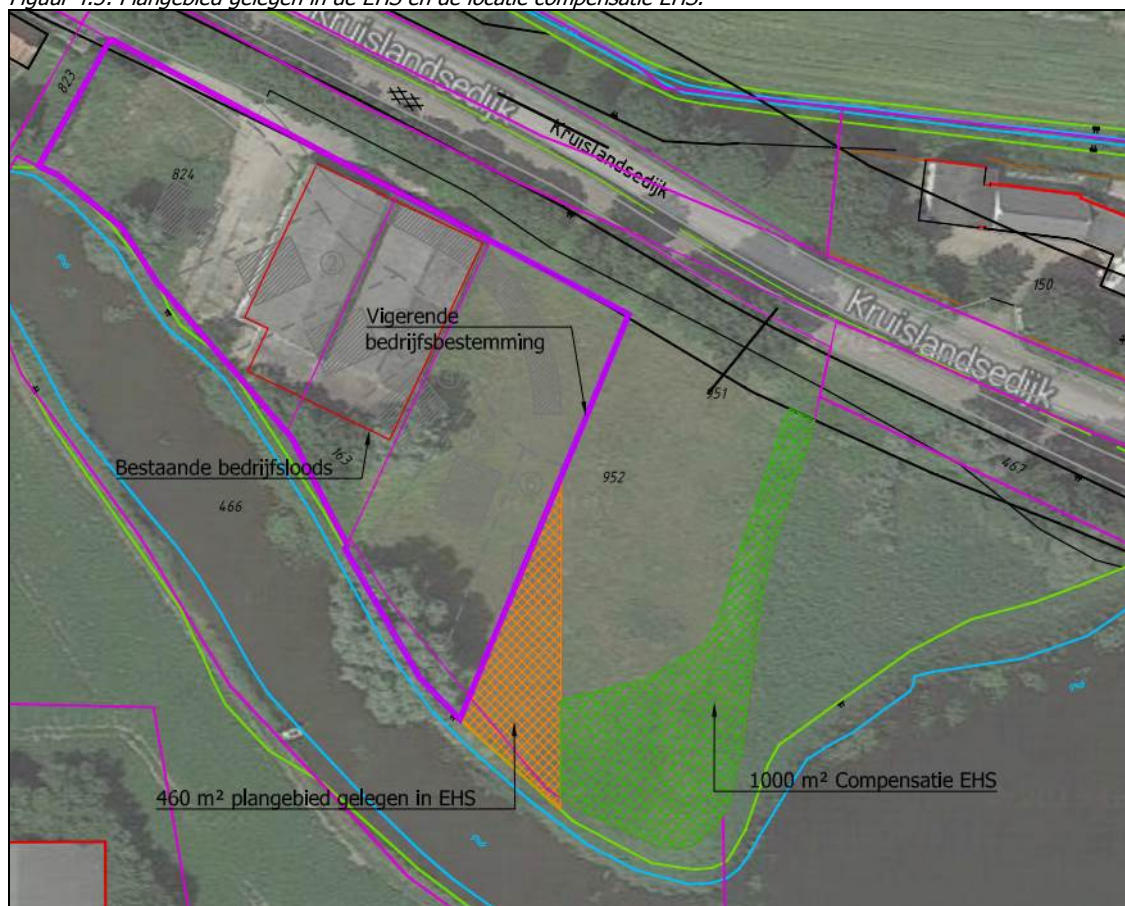 Figuur 4.5: Plangebied gelegen in de EHS en de locatie compensatie EHS.
Kruislandsedijk
Kruislandsedijk
823
824
150
Vigerende
bedrijfsbestemming
Kruislandsedijk
951
163
Bestaande bedrijfsloods
952
467
466
1000 m² Compensatie EHS
460 m² plangebied gelegen in EHS